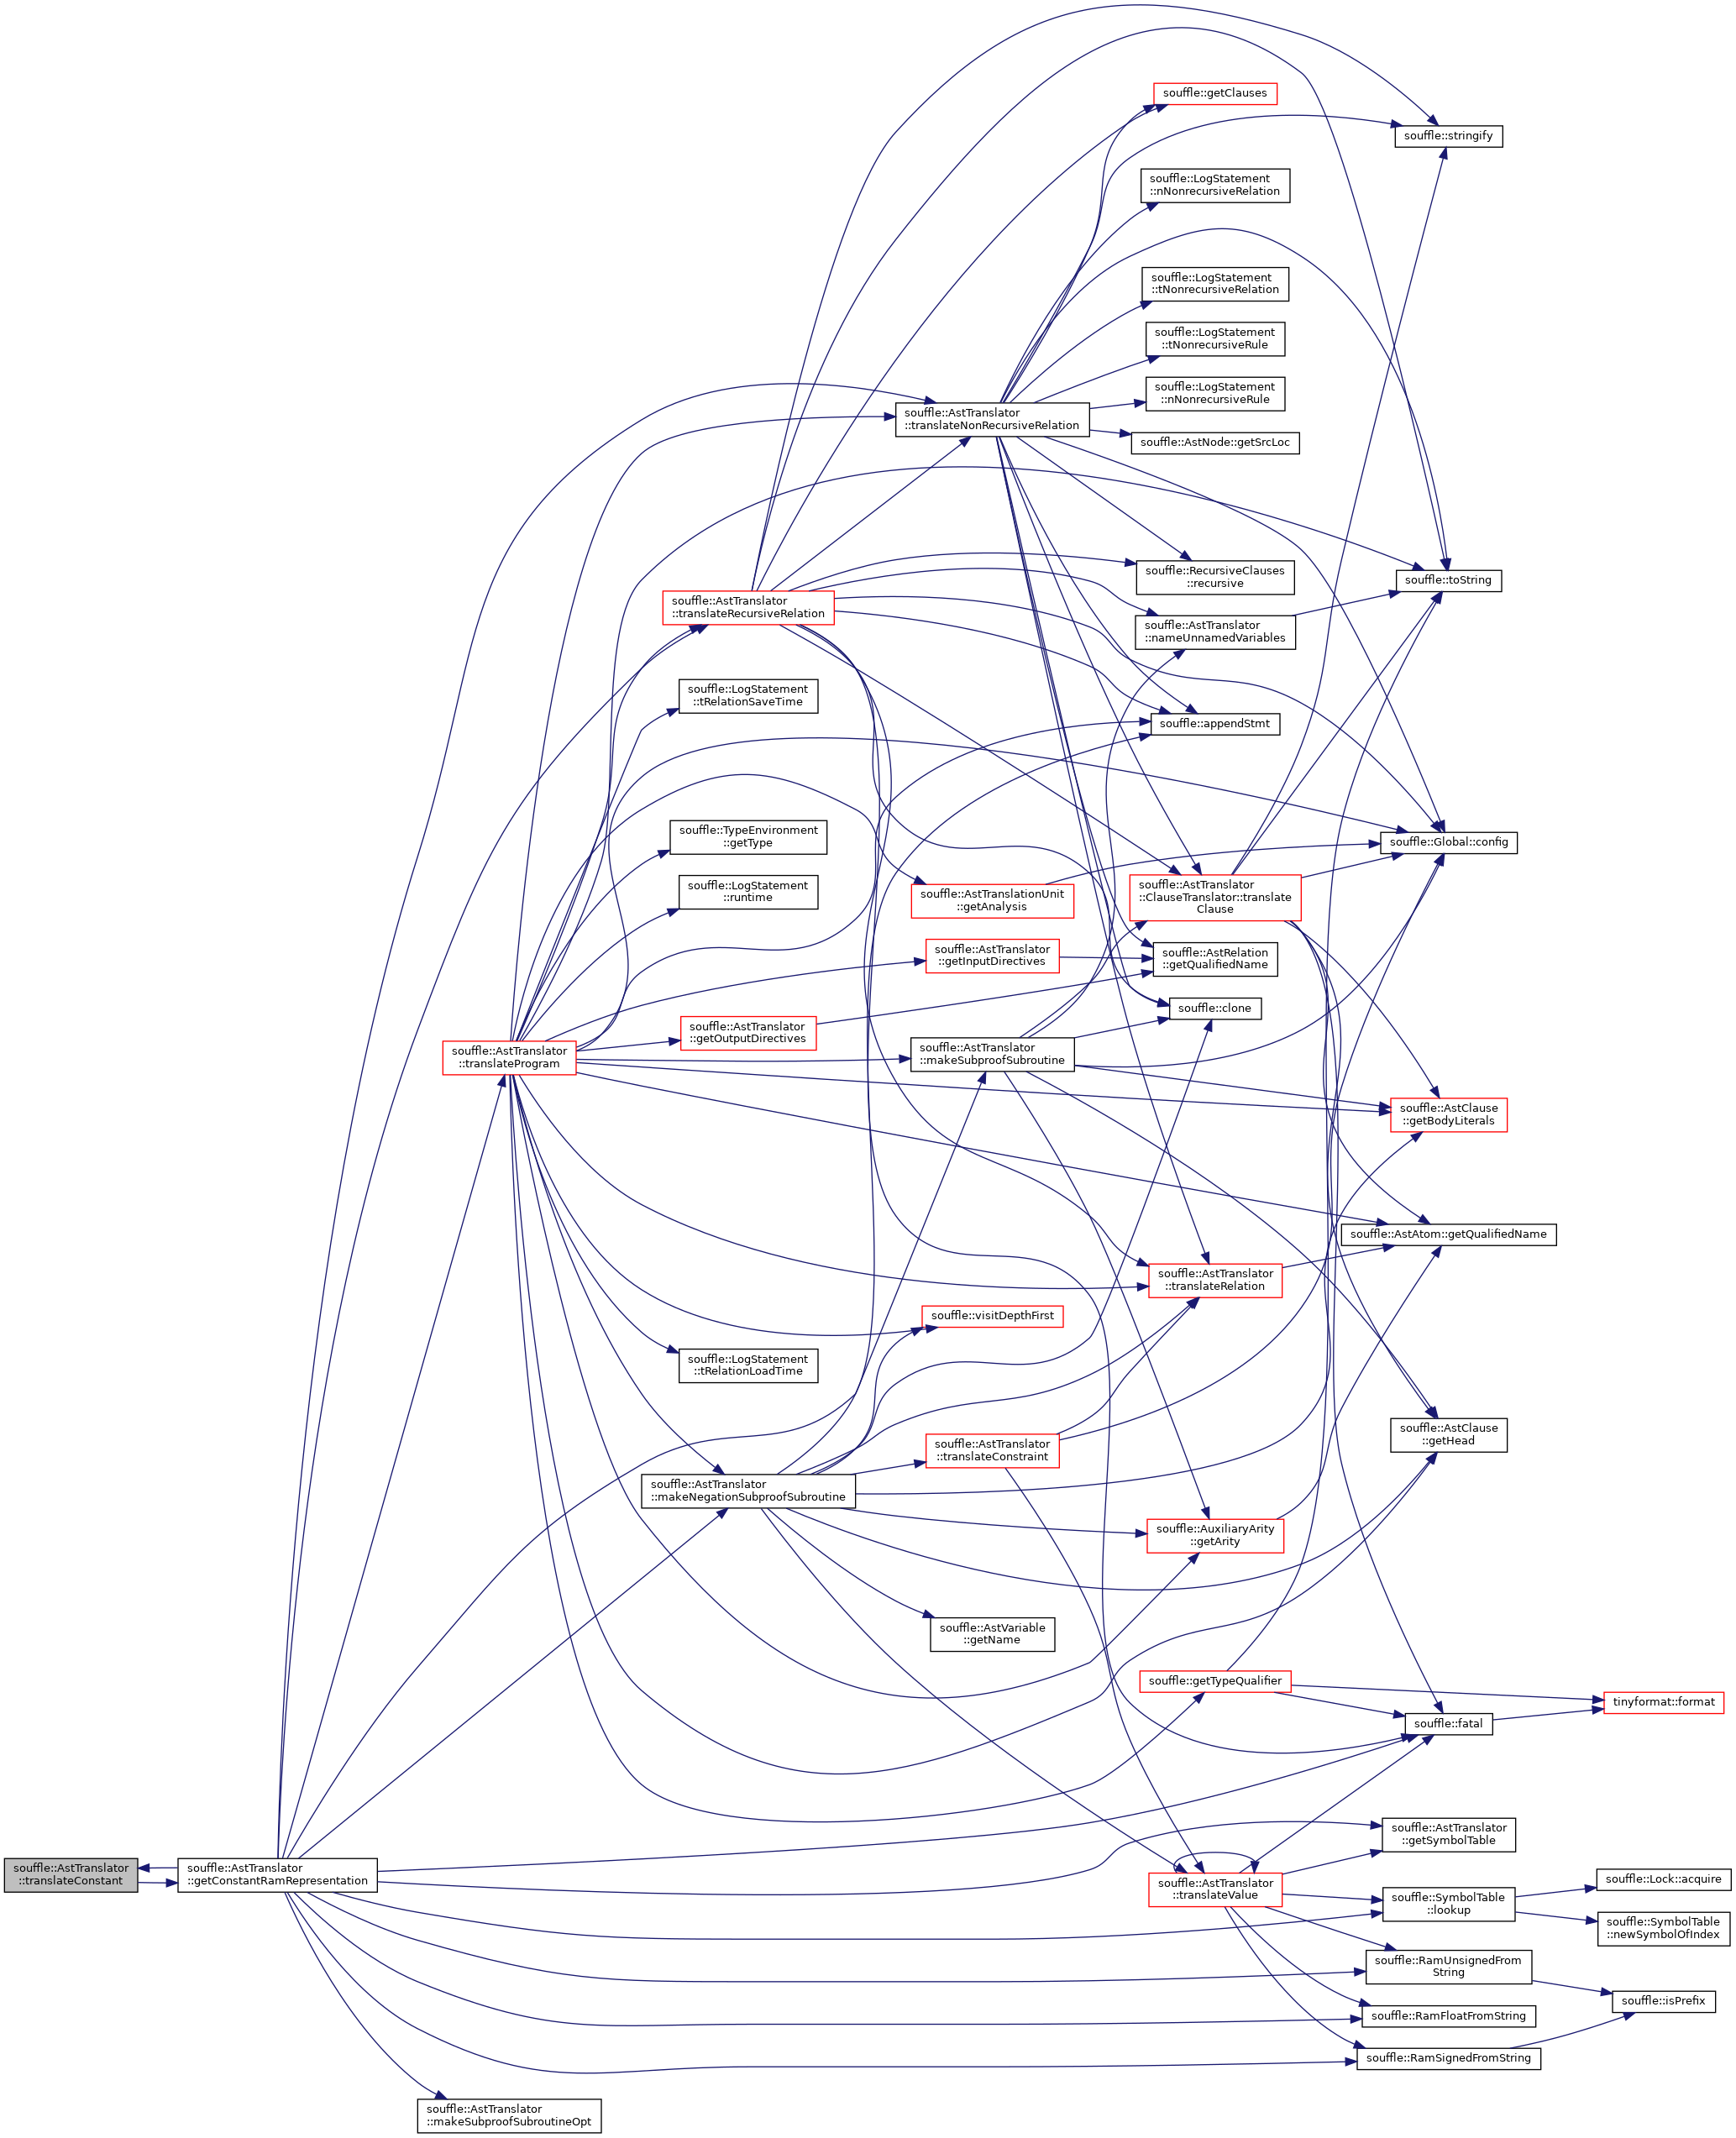 souffle::getClauses
souffle::stringify
souffle::LogStatement
::nNonrecursiveRelation
souffle::LogStatement
::tNonrecursiveRelation
souffle::LogStatement
::tNonrecursiveRule
souffle::LogStatement
::nNonrecursiveRule
souffle::AstTranslator
::translateNonRecursiveRelation
souffle::AstNode::getSrcLoc
souffle::RecursiveClauses
::recursive
souffle::toString
souffle::AstTranslator
::translateRecursiveRelation
souffle::AstTranslator
::nameUnnamedVariables
souffle::LogStatement
::tRelationSaveTime
souffle::appendStmt
souffle::TypeEnvironment
::getType
souffle::Global::config
souffle::LogStatement
::runtime
souffle::AstTranslationUnit
::getAnalysis
souffle::AstTranslator
::ClauseTranslator::translate
Clause
souffle::AstTranslator
::getInputDirectives
souffle::AstRelation
::getQualifiedName
souffle::clone
souffle::AstTranslator
::getOutputDirectives
souffle::AstTranslator
::translateProgram
souffle::AstTranslator
::makeSubproofSubroutine
souffle::AstClause
::getBodyLiterals
souffle::AstAtom::getQualifiedName
souffle::AstTranslator
::translateRelation
souffle::visitDepthFirst
souffle::LogStatement
::tRelationLoadTime
souffle::AstClause
::getHead
souffle::AstTranslator
::translateConstraint
souffle::AstTranslator
::makeNegationSubproofSubroutine
souffle::AuxiliaryArity
::getArity
souffle::AstVariable
::getName
souffle::getTypeQualifier
tinyformat::format
souffle::fatal
souffle::AstTranslator
::getSymbolTable
souffle::AstTranslator
::translateConstant
souffle::AstTranslator
::getConstantRamRepresentation
souffle::AstTranslator
::translateValue
souffle::SymbolTable
::lookup
souffle::Lock::acquire
souffle::SymbolTable
::newSymbolOfIndex
souffle::RamUnsignedFrom
String
souffle::isPrefix
souffle::RamFloatFromString
souffle::RamSignedFromString
souffle::AstTranslator
::makeSubproofSubroutineOpt